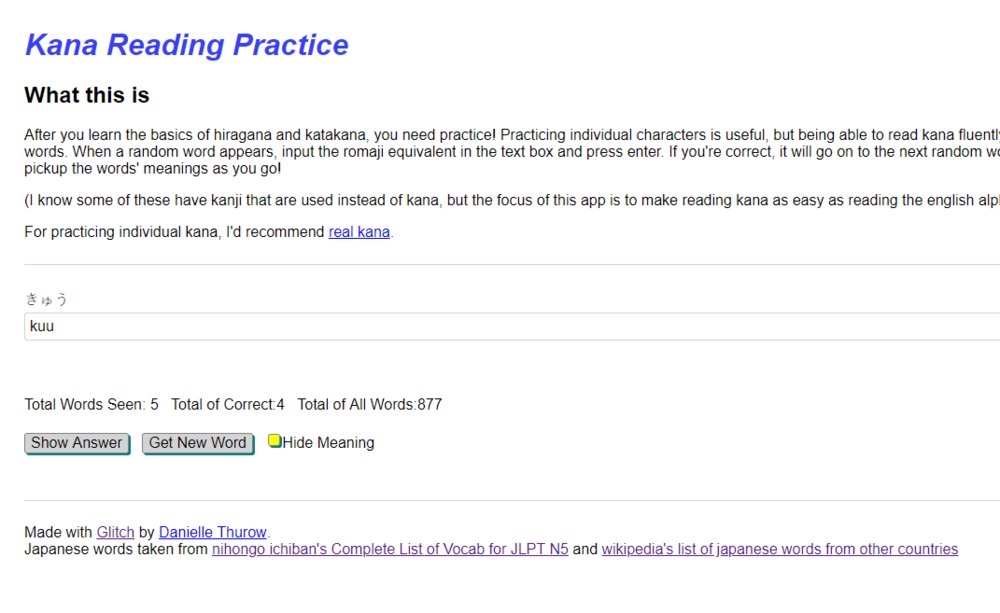 Kana Reading Practice
What this is
After you learn the basics of hiragana and katakana, you need practice! Practicing individual characters is useful, but being able to read kana fluently
words. When a random word appears, input the romaji equivalent in the text box and press enter. If you're correct, it will go on to the next random
pickup the words' meanings as you go!
(I know some of these have kanji that are used instead of kana, but the focus of this app is to make reading kana as easy as reading the english
For practicing individual kana, I'd recommend real kana.
きゅう
kuu
Total Words Seen: 5 Total of Correct:4 Total of All Words:877
Show Answer Get New Word Hide Meaning
Made with Glitch by Danielle Thurow.
Japanese words taken from nihongo ichiban's Complete List of Vocab for JLPT N5 and wikipedia's list of japanese words from other countries